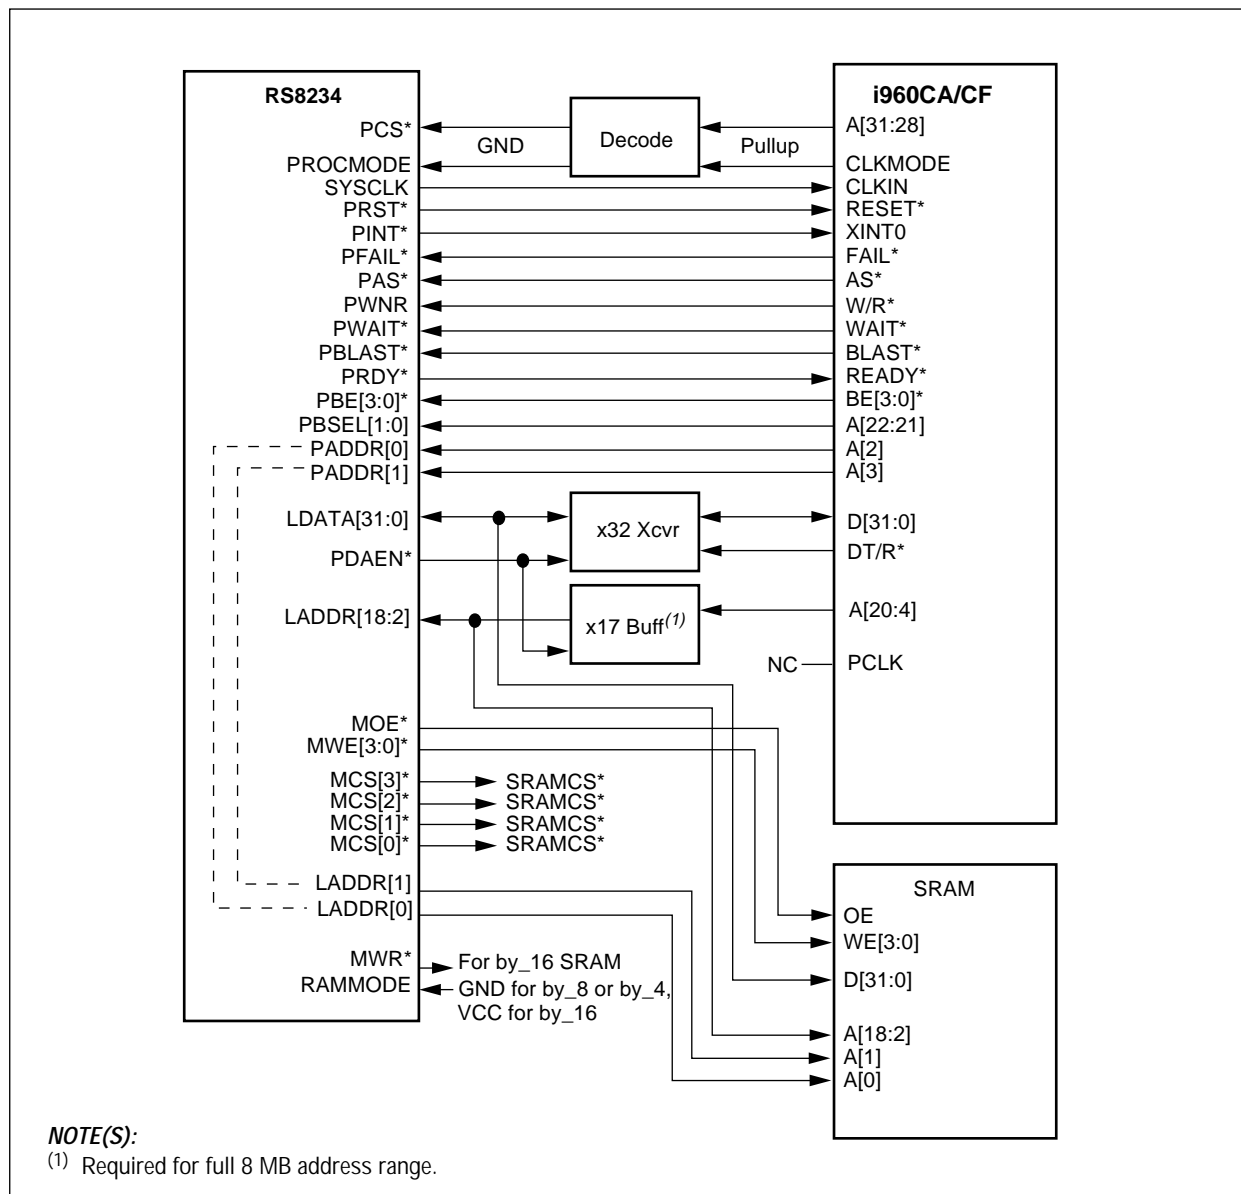 RS8234
i960CA/CF
PCS*
GND
Decode
Pullup
A[31:28]
PROCMODE
CLKMODE
SYSCLK
CLKIN
PRST*
RESET*
PINT*
XINT0
PFAIL*
FAIL*
PAS*
AS*
PWNR
W/R*
PWAIT*
WAIT*
PBLAST*
BLAST*
PRDY*
READY*
PBE[3:0]*
BE[3:0]*
PBSEL[1:0]
A[22:21]
PADDR[0]
A[2]
PADDR[1]
A[3]
LDATA[31:0]
x32 Xcvr
D[31:0]
PDAEN*
DT/R*
LADDR[18:2]
x17 Buff(1)
A[20:4]
NC
PCLK
MOE*
MWE[3:0]*
MCS[3]*
SRAMCS*
MCS[2]*
SRAMCS*
MCS[1]*
SRAMCS*
MCS[0]*
SRAMCS*
LADDR[1]
LADDR[0]
SRAM
OE
WE[3:0]
D[31:0]
A[18:2]
A[1]
A[0]
MWR*
For by_16 SRAM
RAMMODE
GND for by_8 or by_4,
VCC for by_16
NOTE(S):
(1) Required for full 8 MB address range.